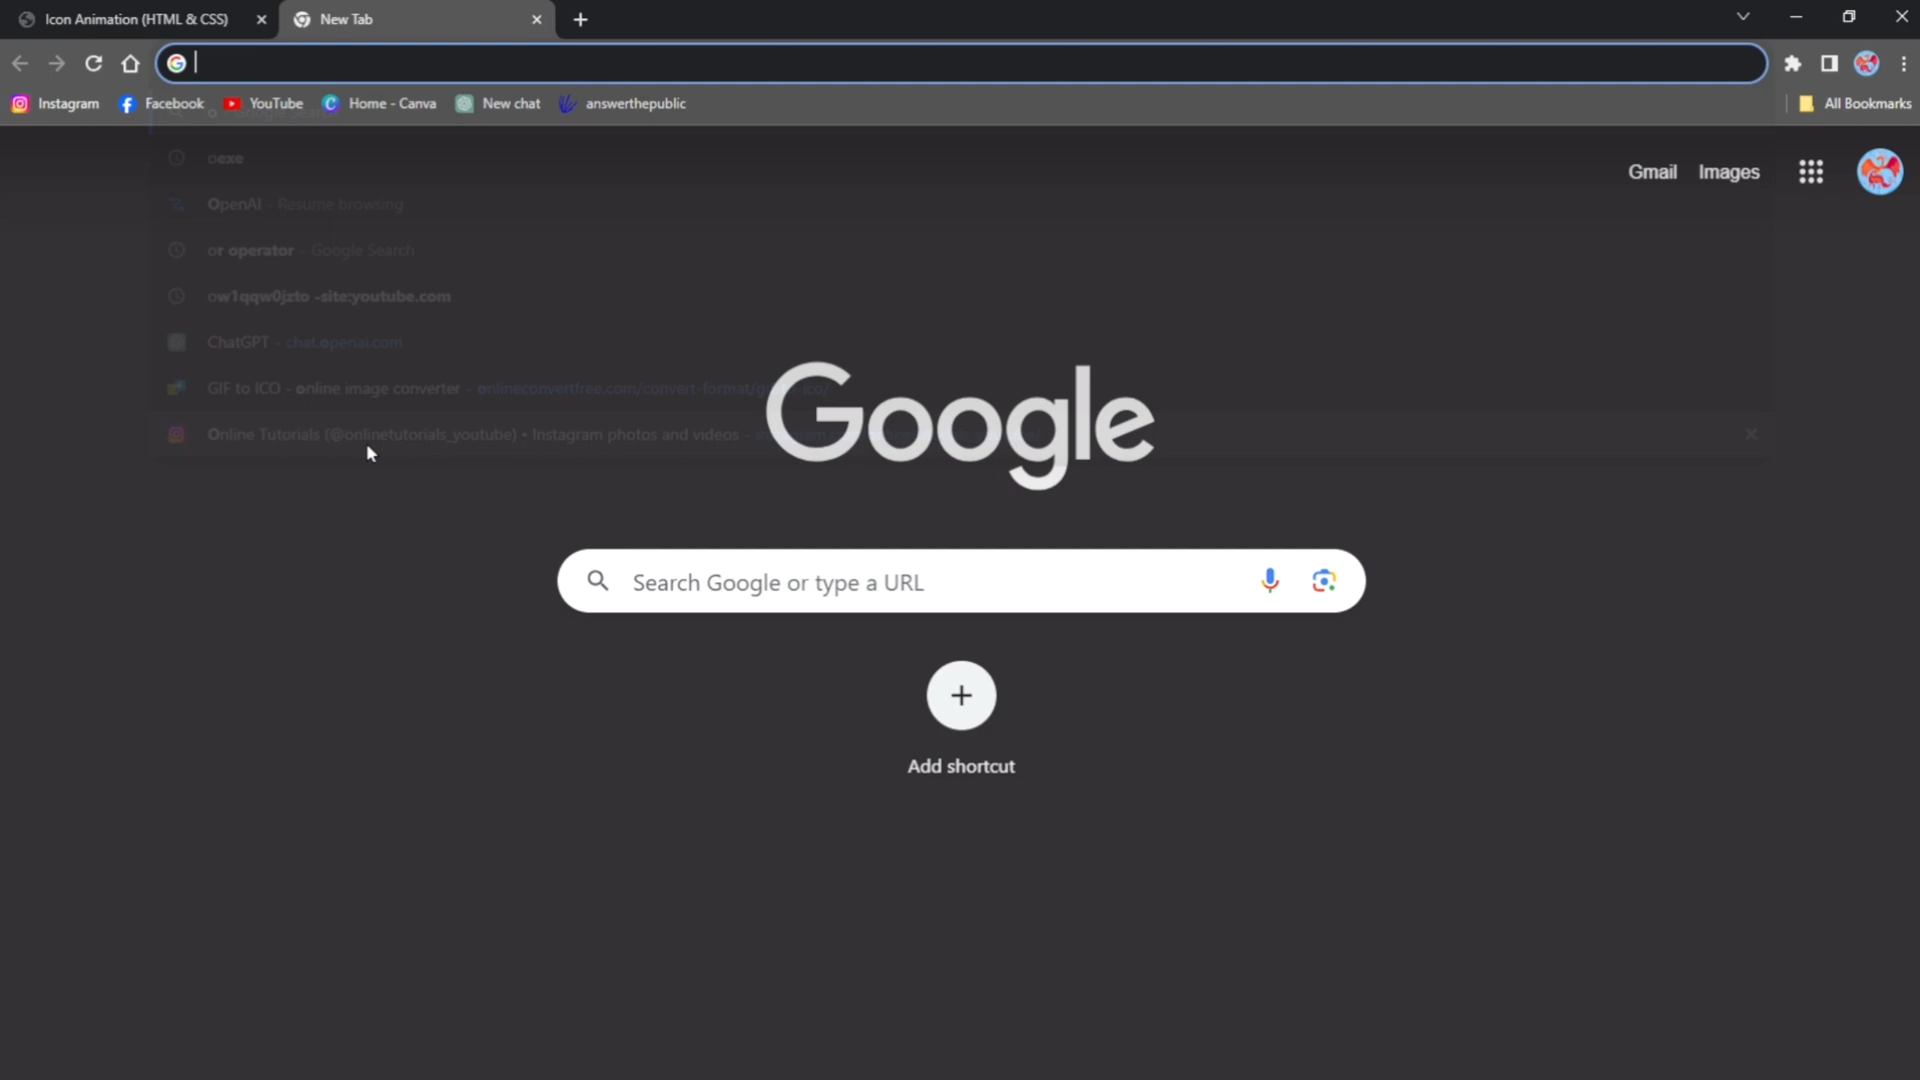 Icon Animation (HTML & CSS)
New Tab
Instagram
Facebook
YouTube
Home - Canva
New chat
answerthepublic
All Bookmarks
o - Google Search
oexe
Gmail
Images
OpenAI - Resume browsing
or operator - Google Search
ow1qqw0jzto -site:youtube.com
ChatGPT - chat.openai.com
GIF to ICO - online image converter - onlineconvertfree.com/convert-format/
Online Tutorials (@onlinetutorials_youtube) • Instagram photos and videos
Google
Search Google or type a URL
Add shortcut